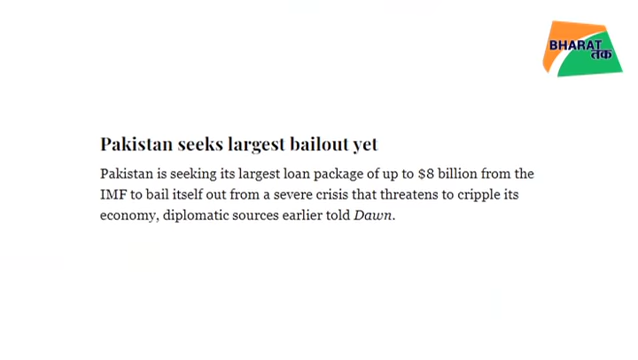 BHARAT
तक
Pakistan seeks largest bailout yet
Pakistan is seeking its largest loan package of up to $8 billion from the
IMF to bail itself out from a severe crisis that threatens to cripple its
economy, diplomatic sources earlier told Dawn.